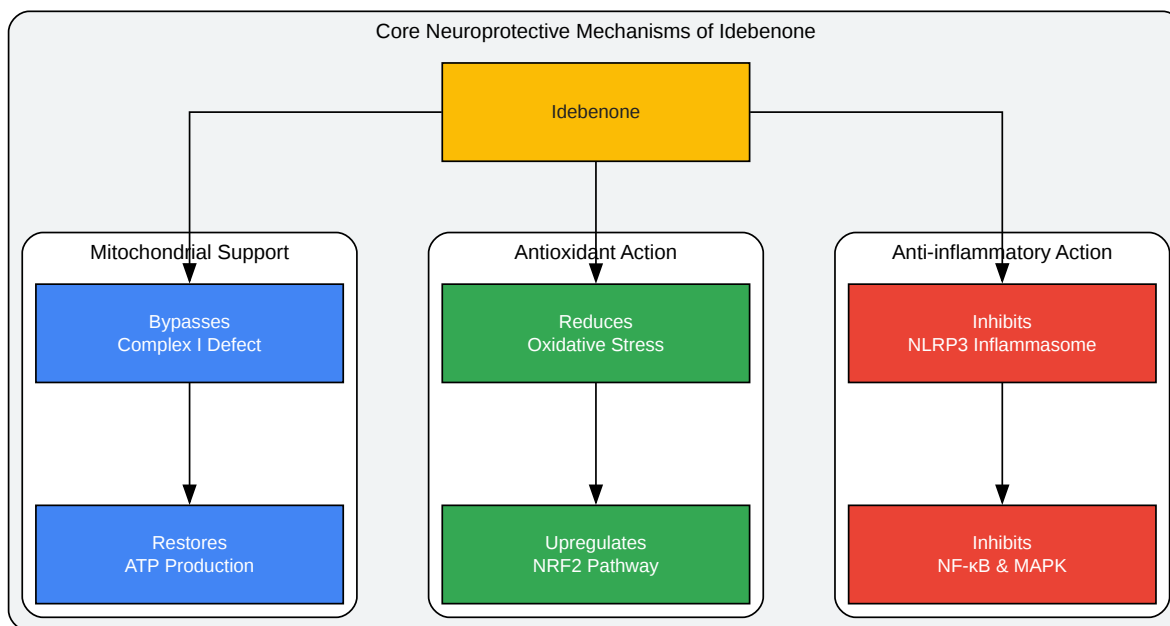 Core Neuroprotective Mechanisms of Idebenone
Idebenone
Mitochondrial Support
Antioxidant Action
Anti-inflammatory Action
Bypasses
Complex I Defect
Reduces
Oxidative Stress
Inhibits
NLRP3 Inflammasome
Restores
ATP Production
Upregulates
NRF2 Pathway
Inhibits
NF-κB & MAPK